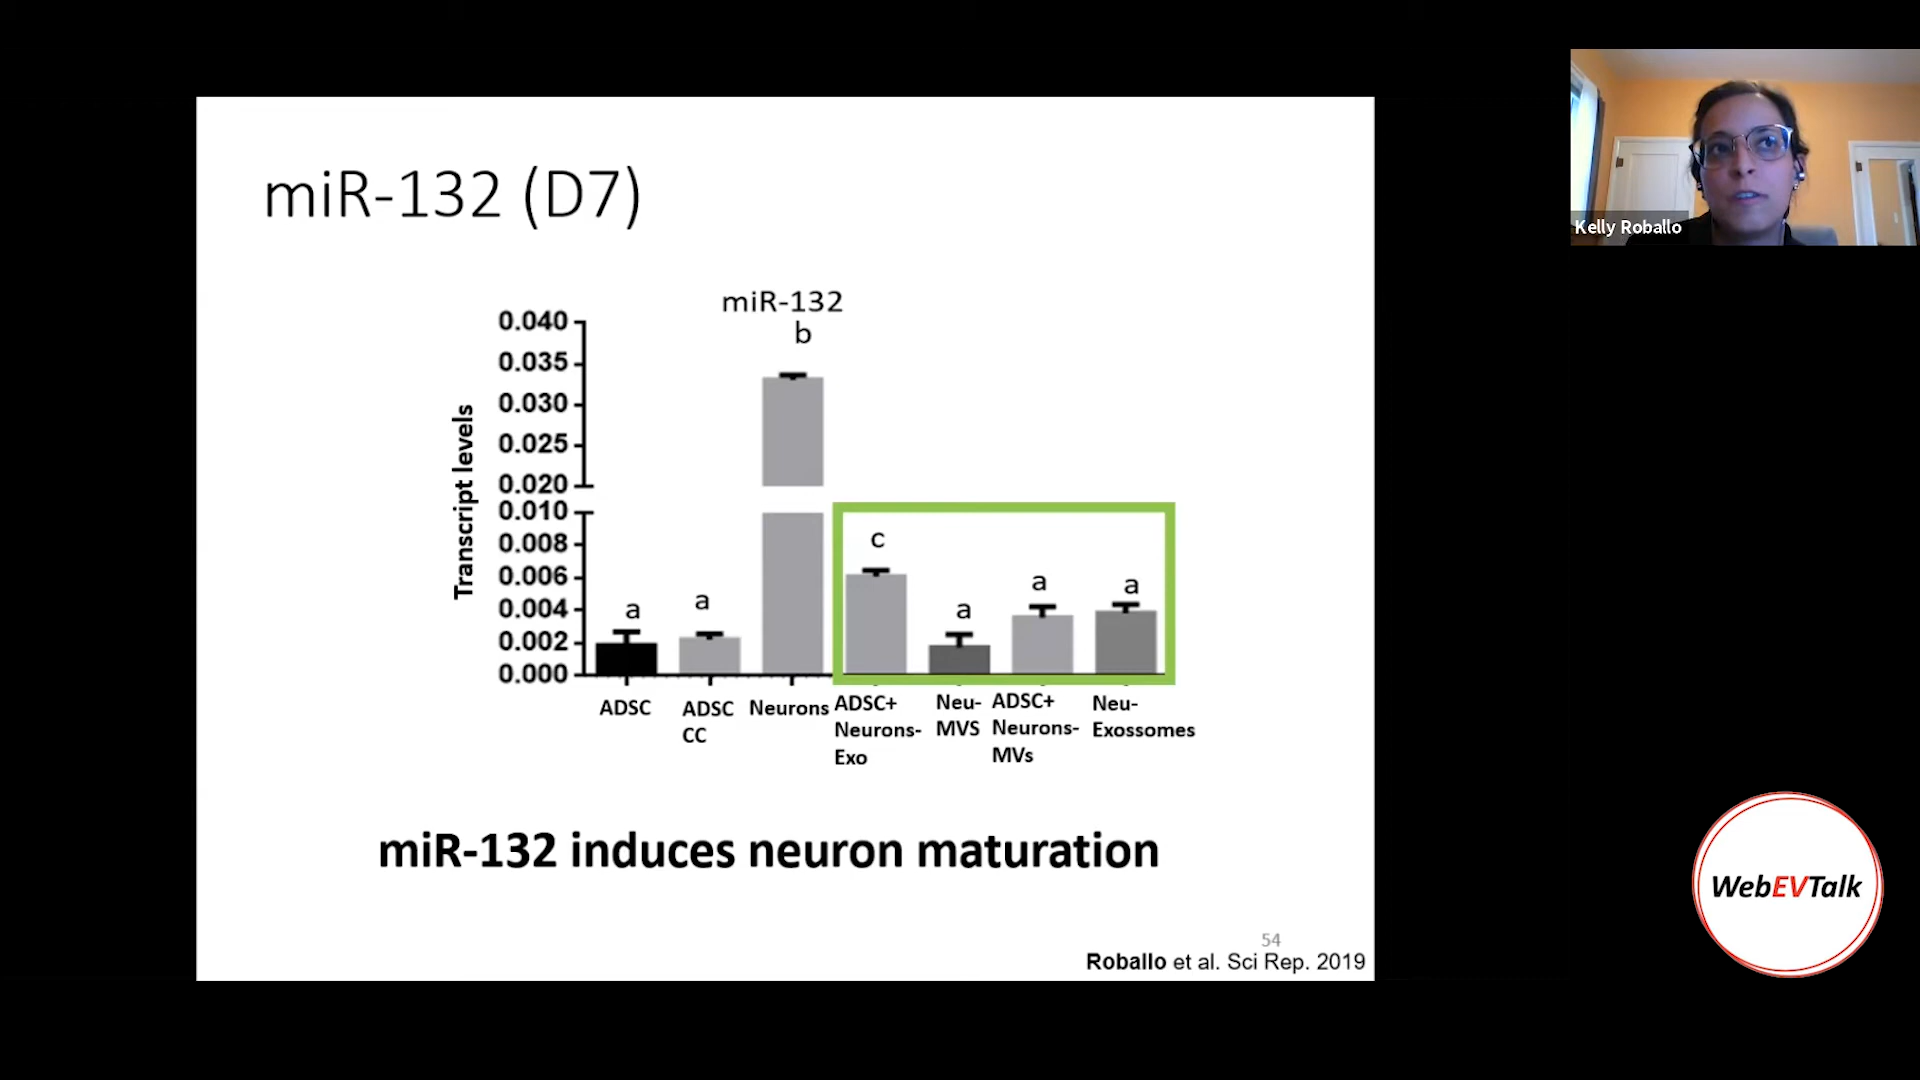 miR-132 (D7)
miR-132
b
0.040
0.035
0.030
0.025
0.020
0.010
0.008
0.006
0.004
0.002
0.000
Transcript levels
a
a
c
a
a
a
ADSC
ADSC
CC
Neurons
ADSC+
Neurons-
Exo
Neu-
MVS
ADSC+
Neurons-
MVs
Neu-
Exossomes
miR-132 induces neuron maturation
54
Roballo et al. Sci Rep. 2019
Kelly Roballo
WebEVTalk